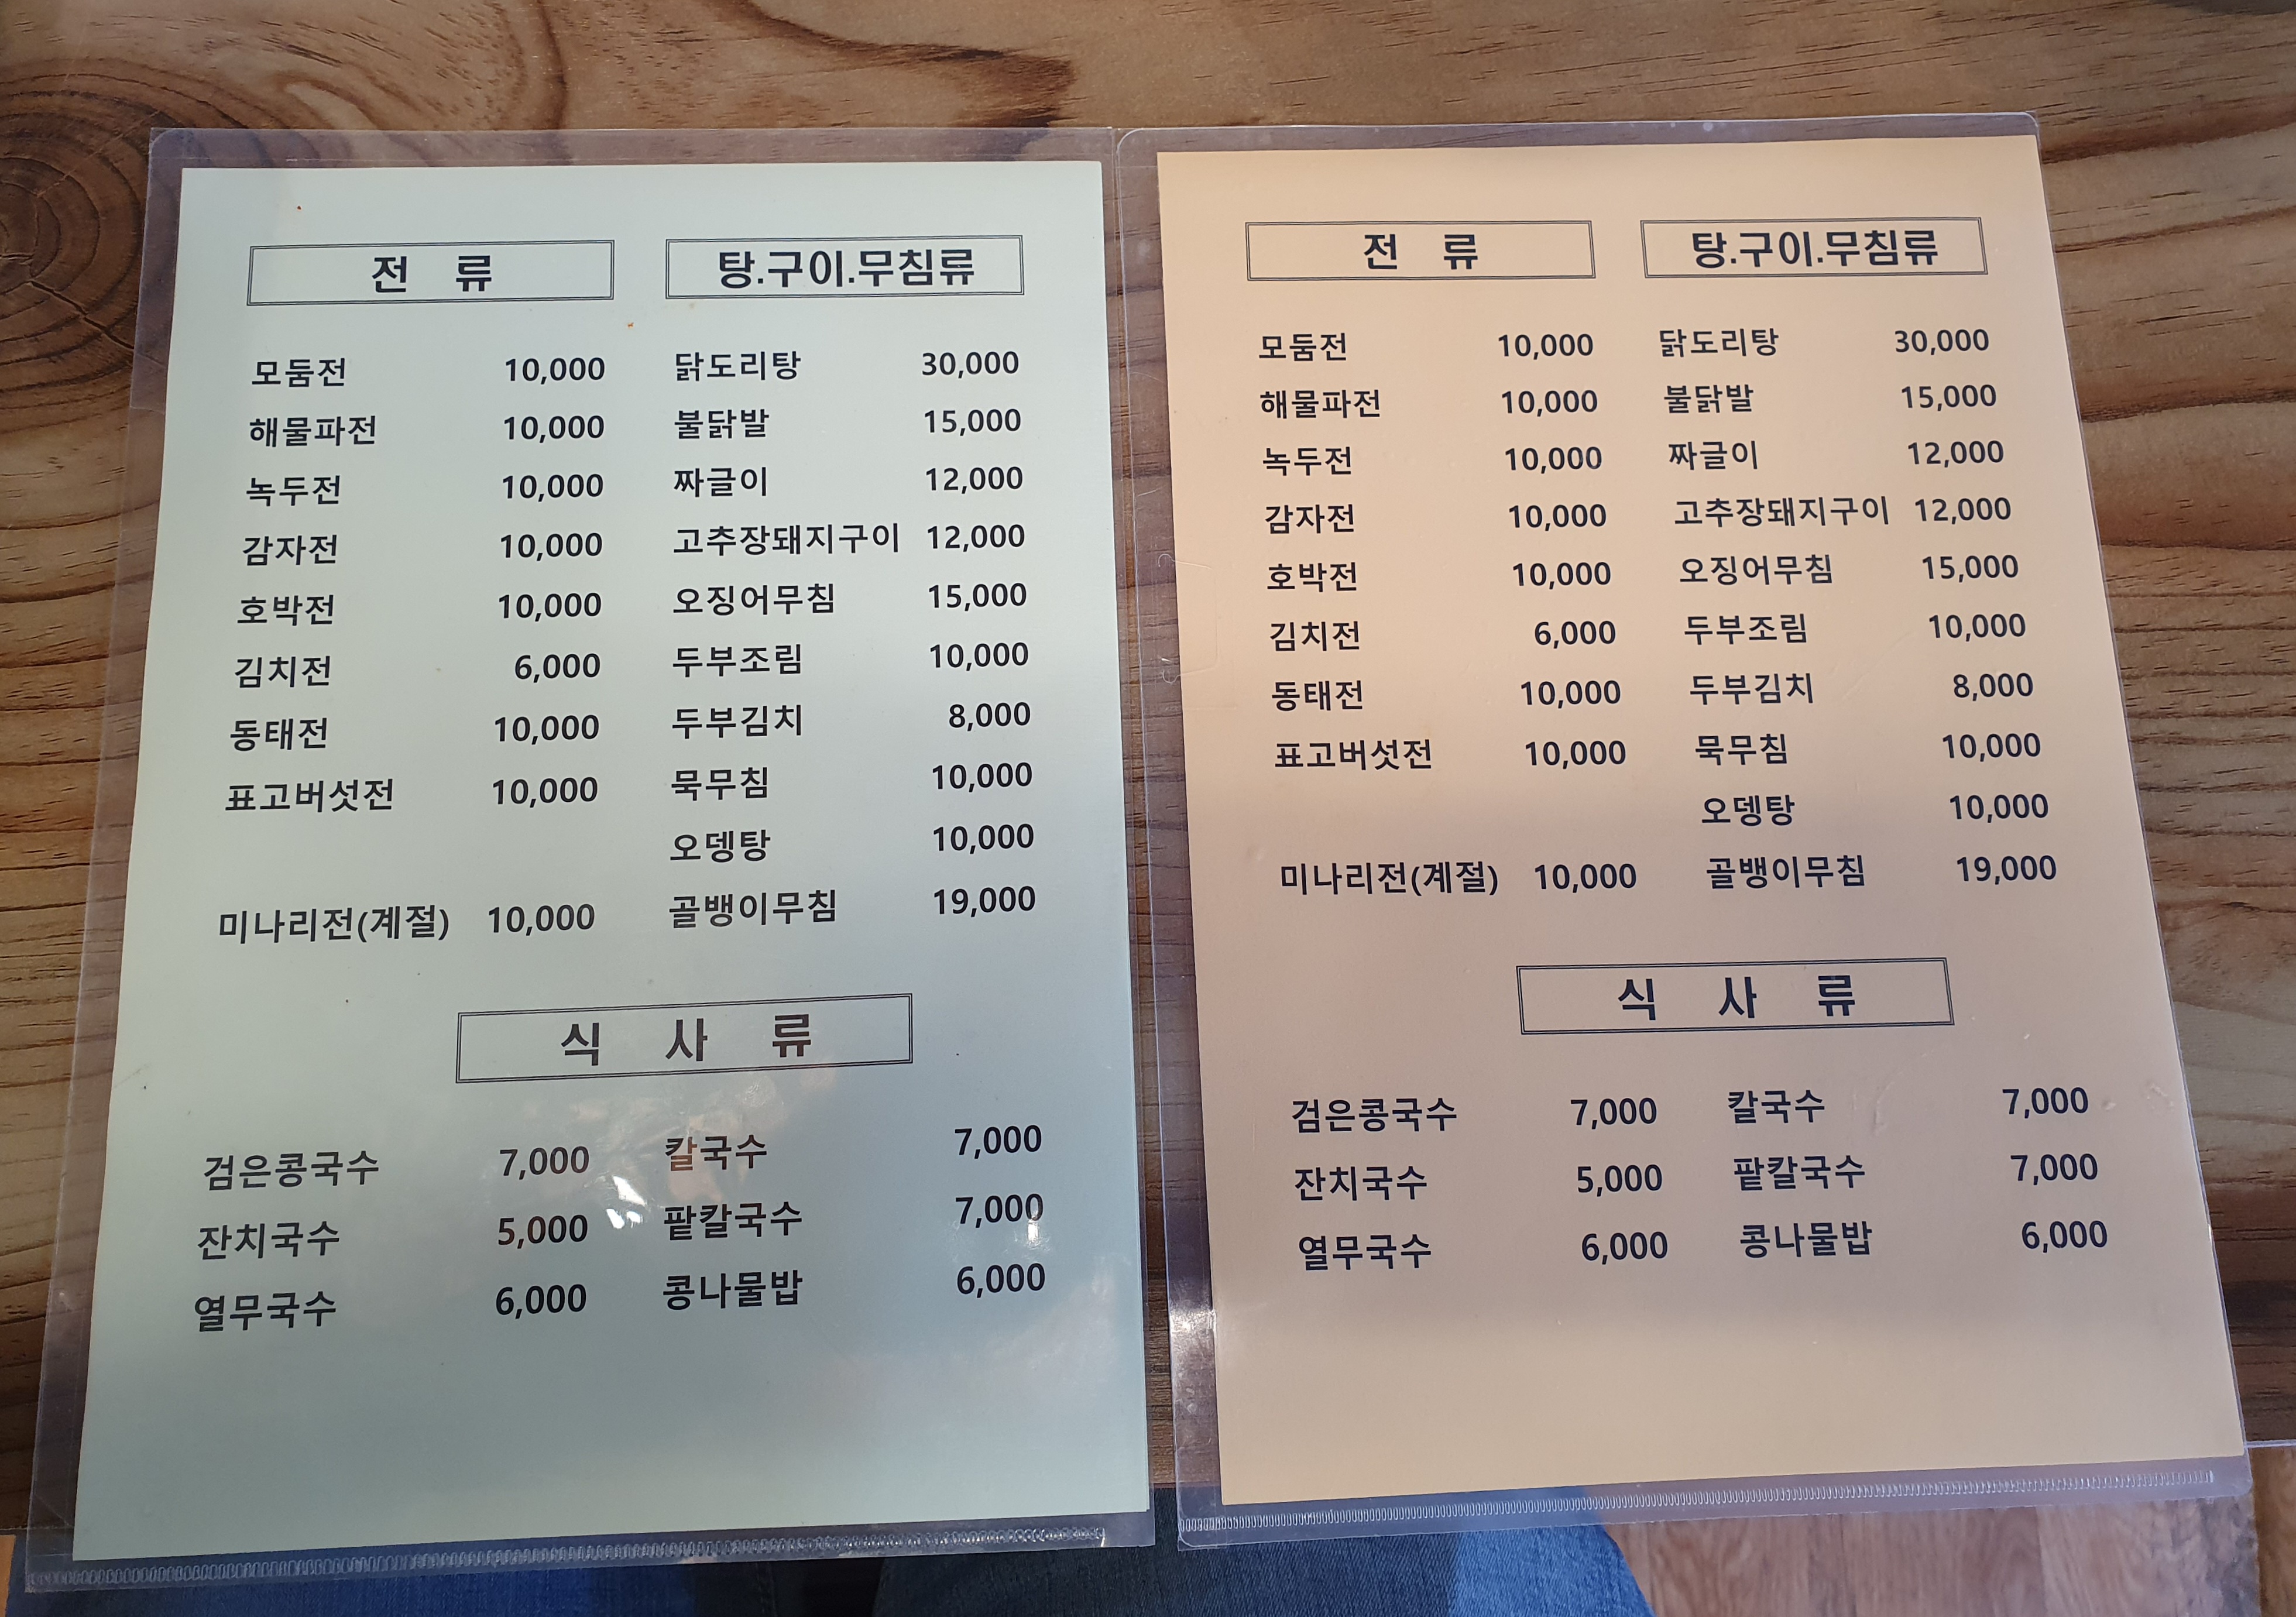 전 류 탕.구이.무침류
모둠전 10,000 닭도리탕 30,000
해물파전 10,000 불닭발 15,000
녹두전 10,000 짜글이 12,000
감자전 10,000 고추장돼지구이 12,000
호박전 10,000 오징어무침 15,000
김치전 6,000 두부조림 10,000
동태전 10,000 두부김치 8,000
표고버섯전 10,000 묵무침 10,000
오뎅탕 10,000
미나리전(계절) 10,000 골뱅이무침 19,000
식 사 류
검은콩국수 7,000 칼국수 7,000
잔치국수 5,000 팥칼국수 7,000
열무국수 6,000 콩나물밥 6,000
전 류 탕.구이.무침류
모둠전 10,000 닭도리탕 30,000
해물파전 10,000 불닭발 15,000
녹두전 10,000 짜글이 12,000
감자전 10,000 고추장돼지구이 12,000
호박전 10,000 오징어무침 15,000
김치전 6,000 두부조림 10,000
동태전 10,000 두부김치 8,000
표고버섯전 10,000 묵무침 10,000
오뎅탕 10,000
미나리전(계절) 10,000 골뱅이무침 19,000
식 사 류
검은콩국수 7,000 칼국수 7,000
잔치국수 5,000 팥칼국수 7,000
열무국수 6,000 콩나물밥 6,000